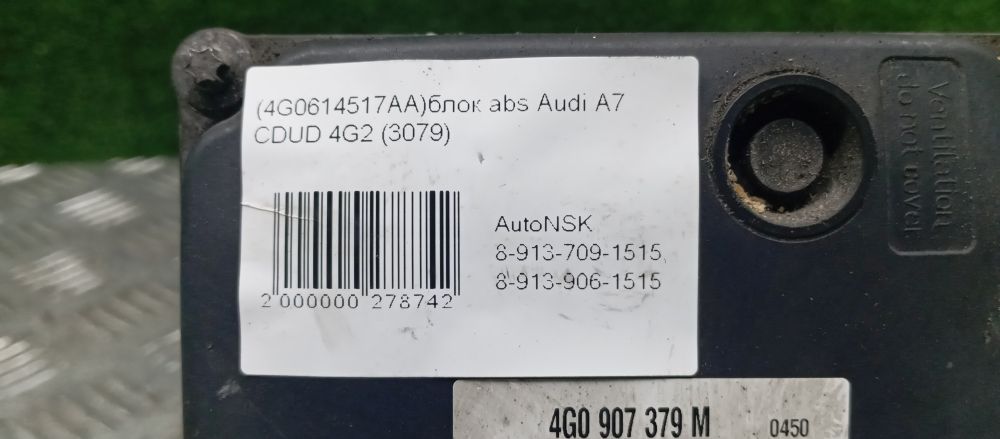 (4G0614517AA)блок abs Audi A7
CDUD 4G2 (3079)
AutoNSK
8-913-709-1515,
8-913-906-1515
2 000000 278742
Ventilation
do not cover
4G0 907 379 M 0450